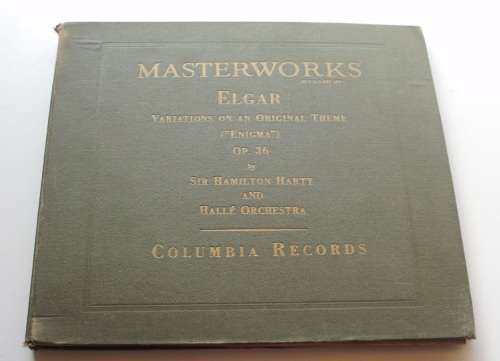 MASTERWORKS
ELGAR
VARIATIONS ON AN ORIGINAL THEME
("ENIGMA")
OP. 36
by
SIR HAMILTON HARTY
AND
HALLÉ ORCHESTRA
COLUMBIA RECORDS